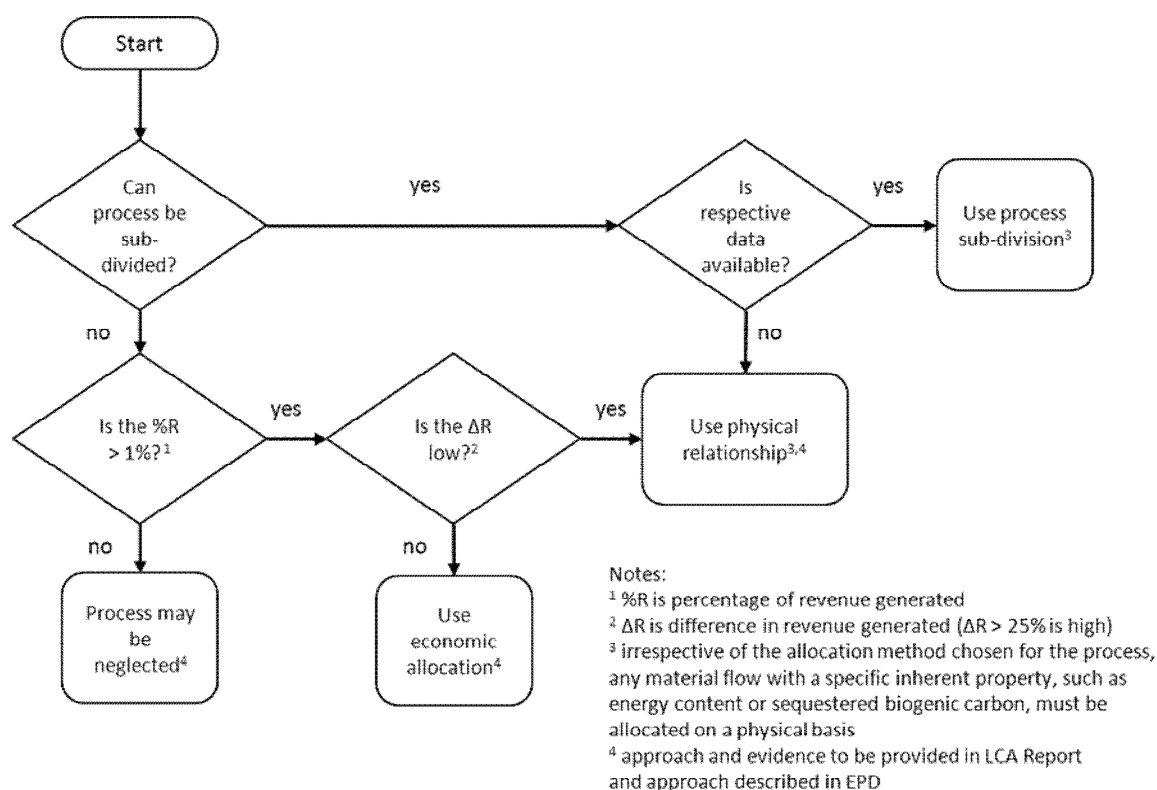 Start
Can
process be
sub-
divided?
yes
Is
respective
data
available?
yes
Use process
sub-division³
no
no
Is the %R
> 1%?¹
yes
Is the ΔR
low?²
yes
Use physical
relationship³,⁴
no
no
Process may
be
neglected⁴
Use
economic
allocation⁴
Notes:
¹ %R is percentage of revenue generated
² ΔR is difference in revenue generated (ΔR > 25% is high)
³ irrespective of the allocation method chosen for the process,
any material flow with a specific inherent property, such as
energy content or sequestered biogenic carbon, must be
allocated on a physical basis
⁴ approach and evidence to be provided in LCA Report
and approach described in EPD